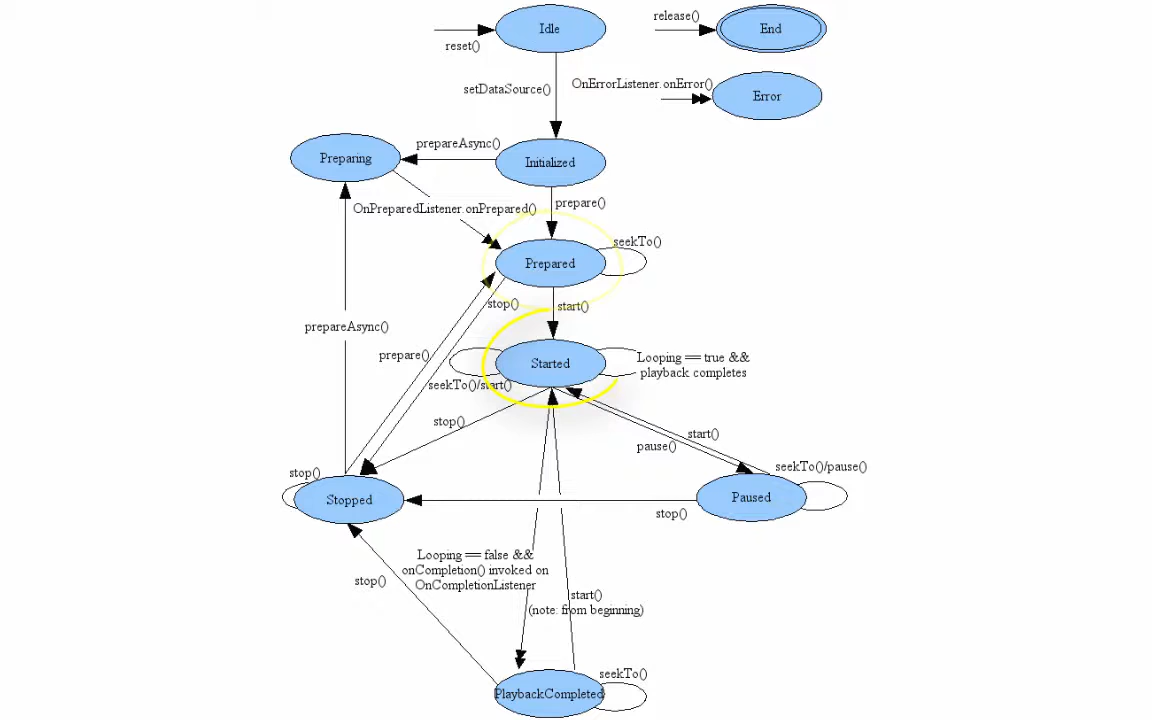 release()
Idle
End
reset()
OnErrorListener.onError()
setDataSource()
Error
prepareAsync()
Preparing
Initialized
prepare()
OnPreparedListener.onPrepared()
seekTo()
Prepared
stop()
start()
prepareAsync()
prepare()
Started
Looping == true &&
playback completes
seekTo()/start()
stop()
start()
pause()
seekTo()/pause()
stop()
Stopped
Paused
stop()
Looping == false &&
onCompletion() invoked on
OnCompletionListener
stop()
start()
(note: from beginning)
seekTo()
PlaybackCompleted